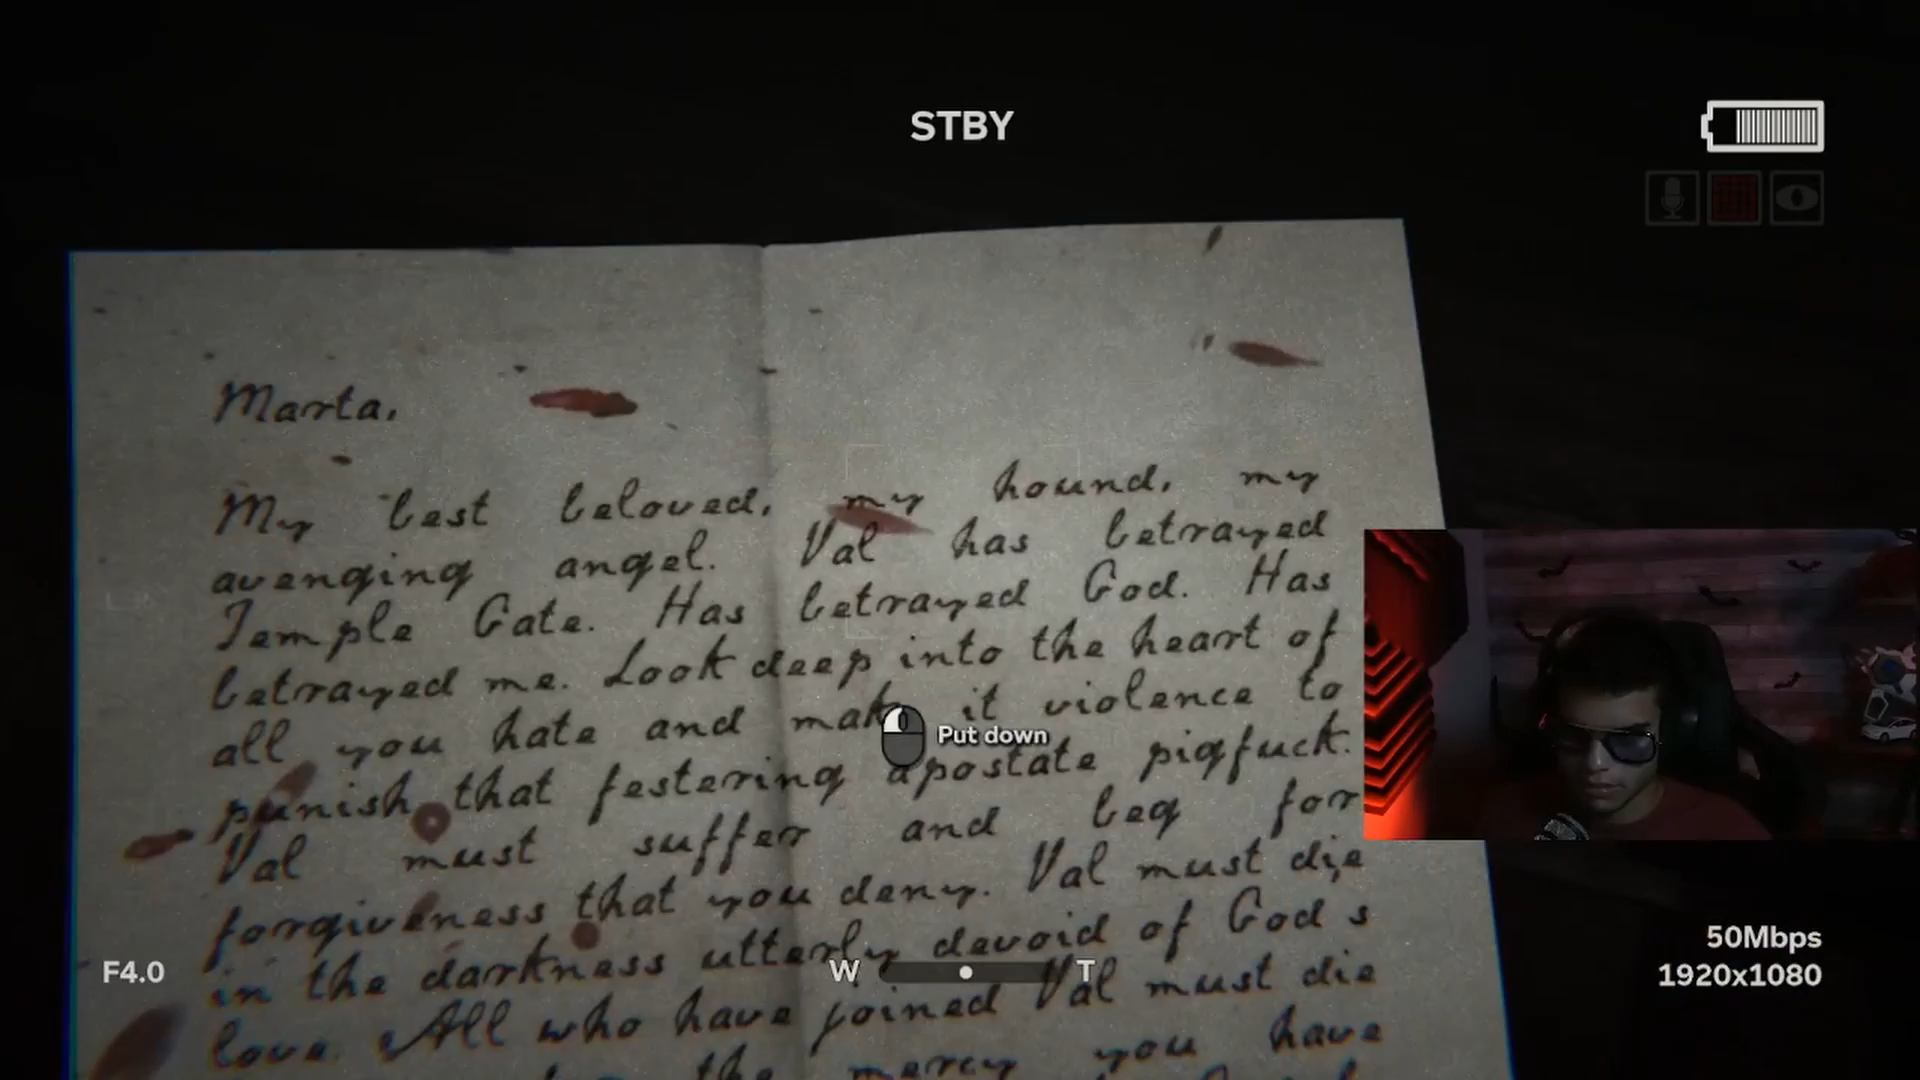 STBY
Marta,
My best beloved, my hound, my
avenging angel. Val has betrayed
Temple Gate. Has betrayed God. Has
betrayed me. Look deep into the heart of
all you hate and make it violence to
Put down
punish that festering apostate pigfuck.
Val must suffer and beg for
forgiveness that you deny. Val must die
in the darkness utterly devoid of God s
love. All who have joined Val must die
the mercy you have
F4.0
W T
50Mbps
1920x1080